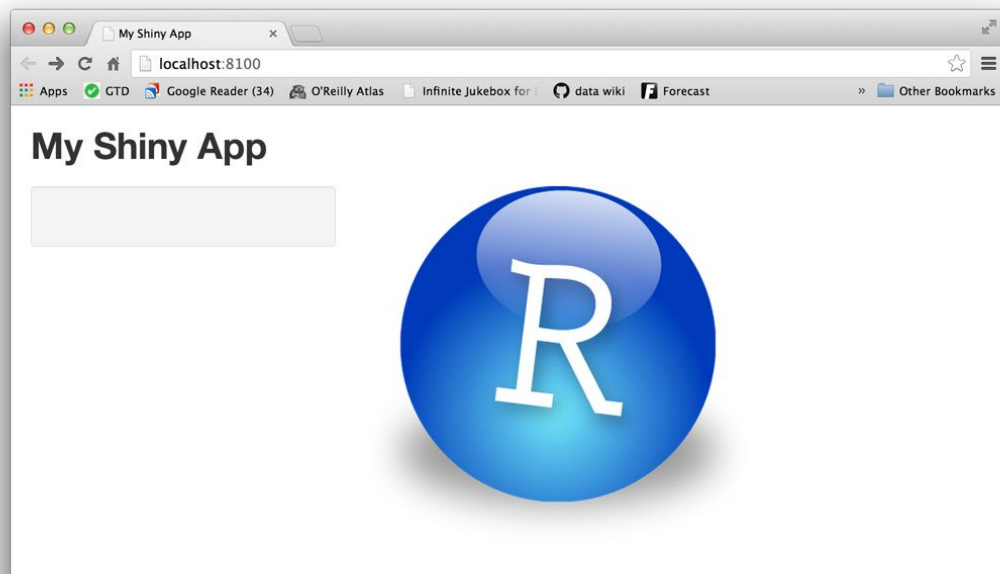 My Shiny App
localhost:8100
Apps GTD Google Reader (34) O'Reilly Atlas Infinite Jukebox for data wiki Forecast » Other Bookmarks
My Shiny App
R